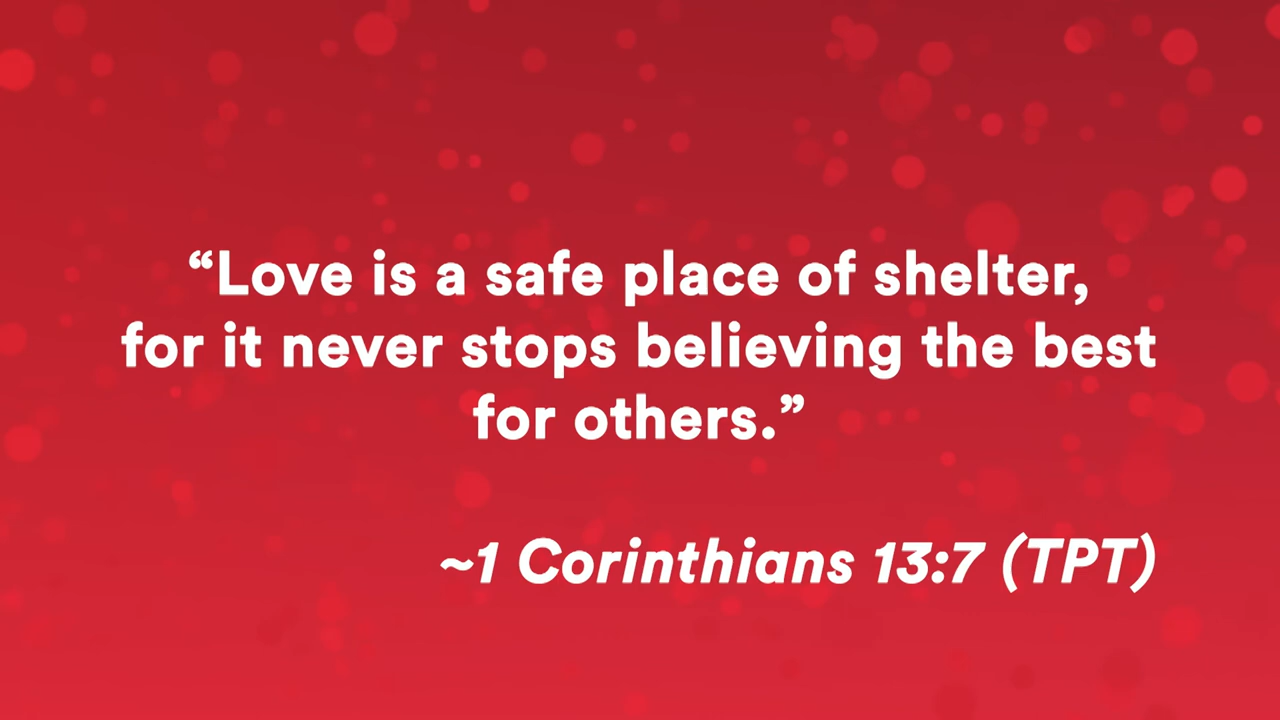 “Love is a safe place of shelter,
for it never stops believing the best
for others.”
~1 Corinthians 13:7 (TPT)